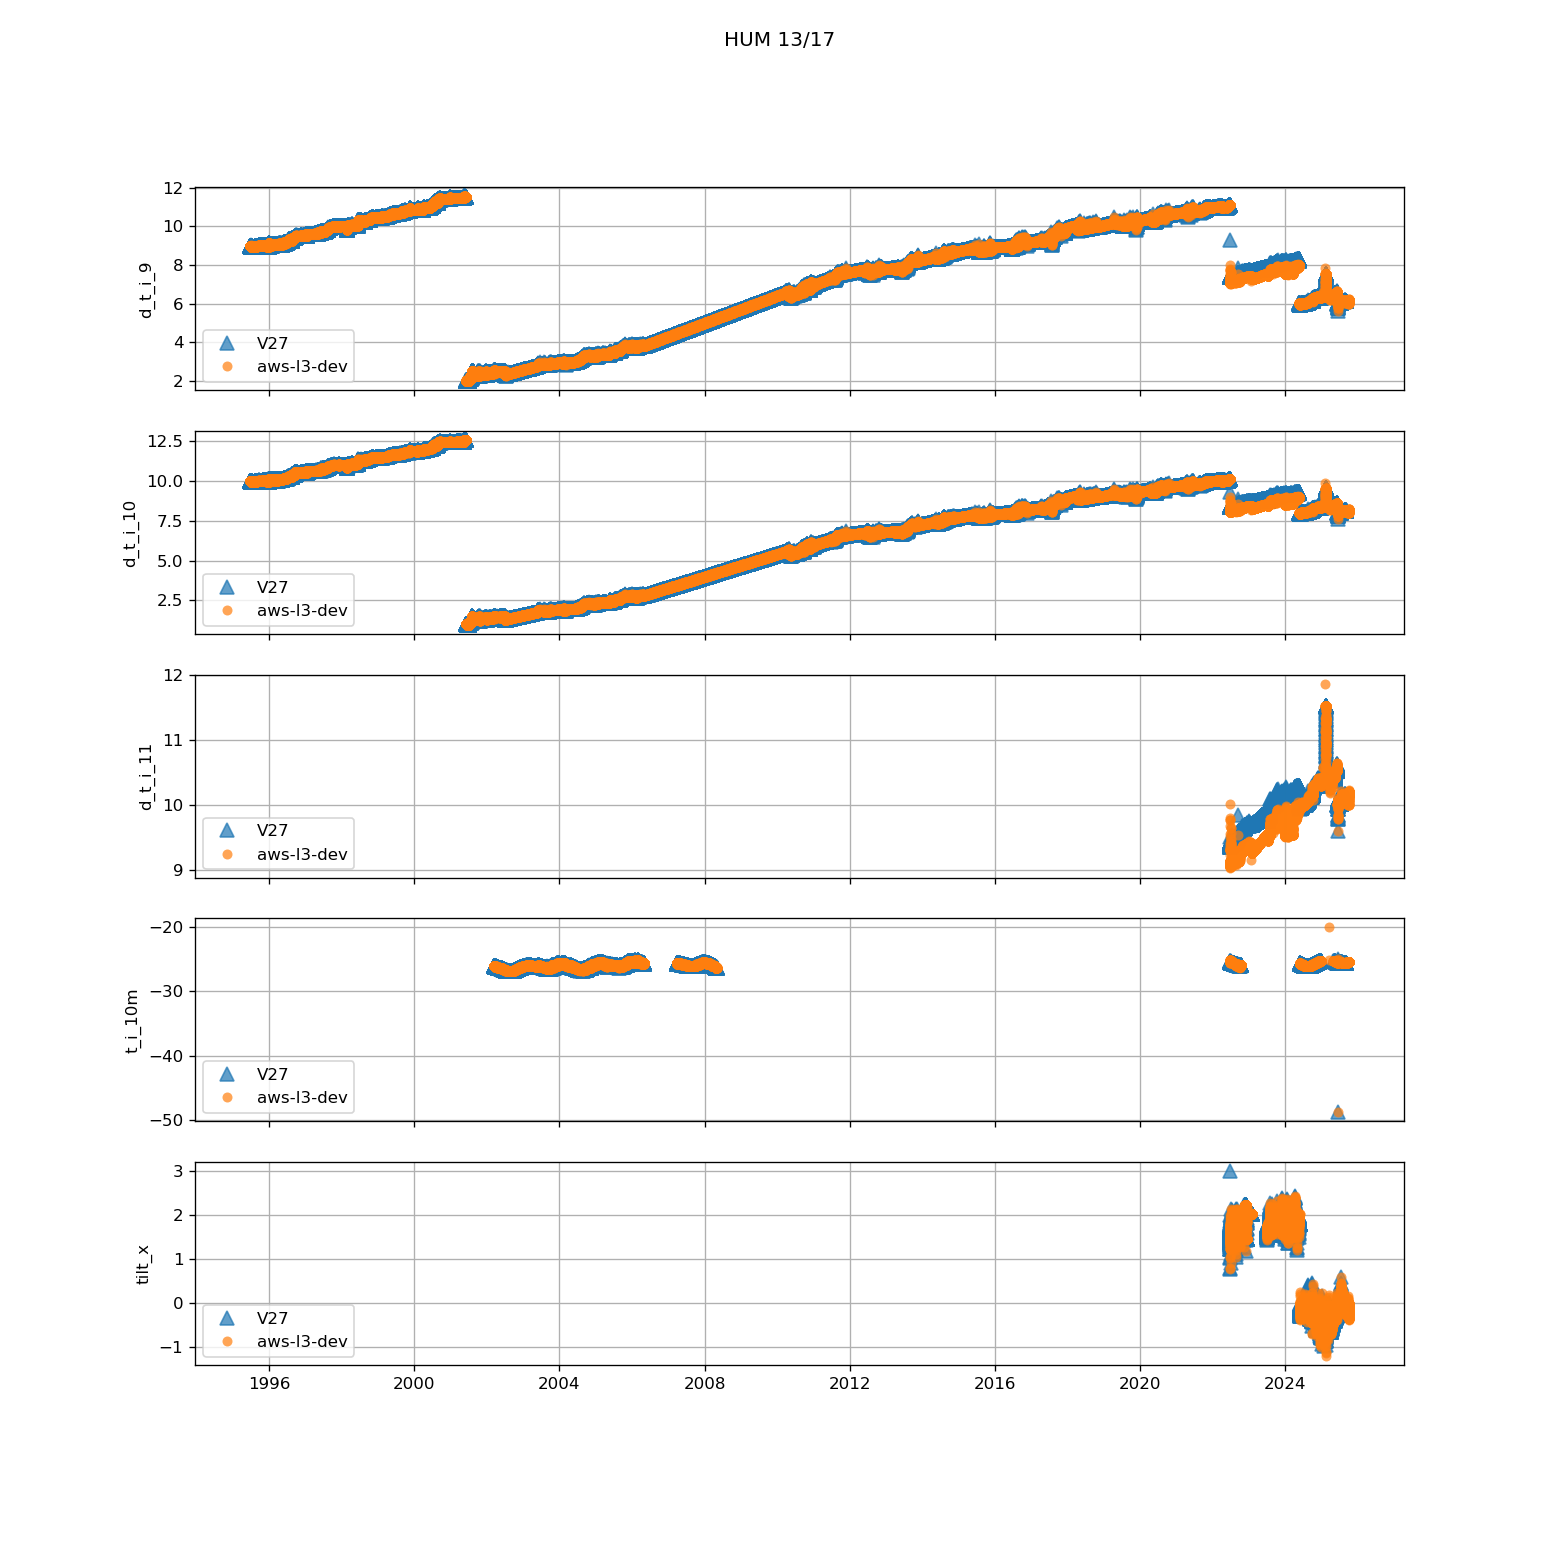 HUM 13/17
12
10
8
6
4
2
d_t_i_9
V27
aws-l3-dev
12.5
10.0
7.5
5.0
2.5
d_t_i_10
V27
aws-l3-dev
12
11
10
9
d_t_i_11
V27
aws-l3-dev
−20
−30
−40
−50
t_i_10m
V27
aws-l3-dev
3
2
1
0
−1
tilt_x
V27
aws-l3-dev
1996 2000 2004 2008 2012 2016 2020 2024